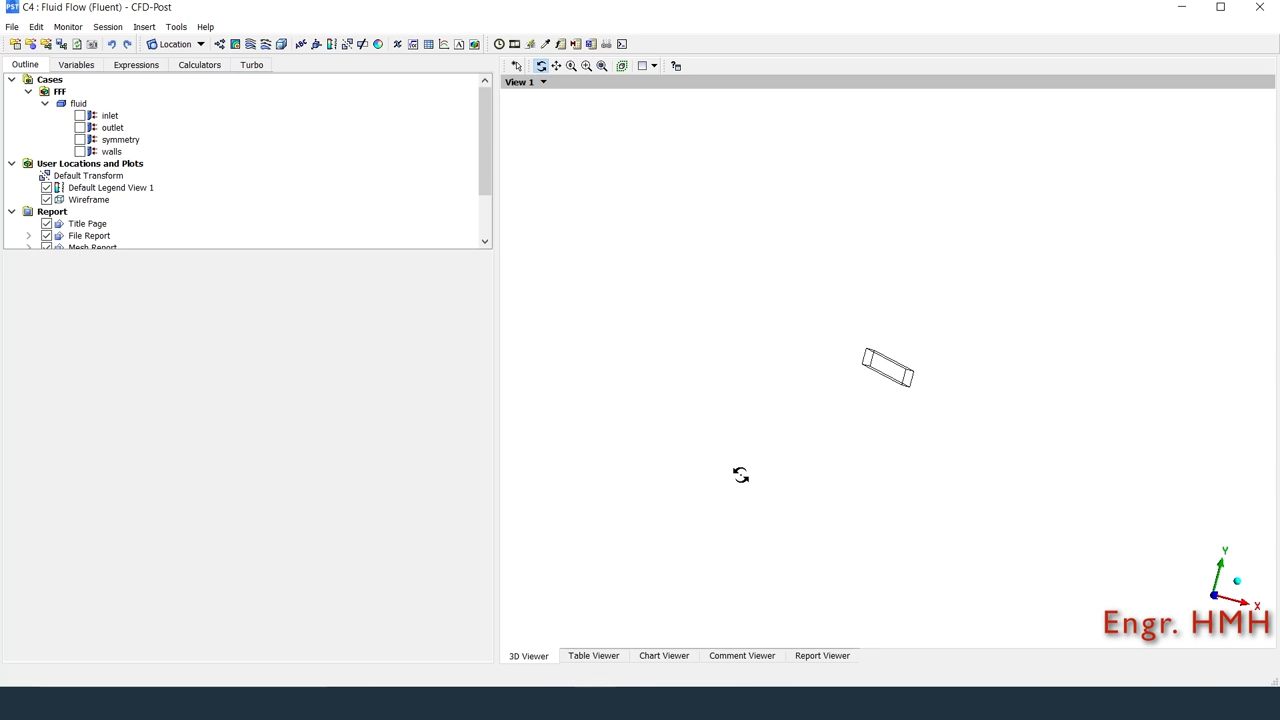 PST C4 : Fluid Flow (Fluent) - CFD-Post
File Edit Monitor Session Insert Tools Help
Location
Outline Variables Expressions Calculators Turbo
View 1
Cases
FFF
fluid
inlet
outlet
symmetry
walls
User Locations and Plots
Default Transform
Default Legend View 1
Wireframe
Report
Title Page
File Report
Mesh Report
Y
X
Engr. HMH
3D Viewer Table Viewer Chart Viewer Comment Viewer Report Viewer